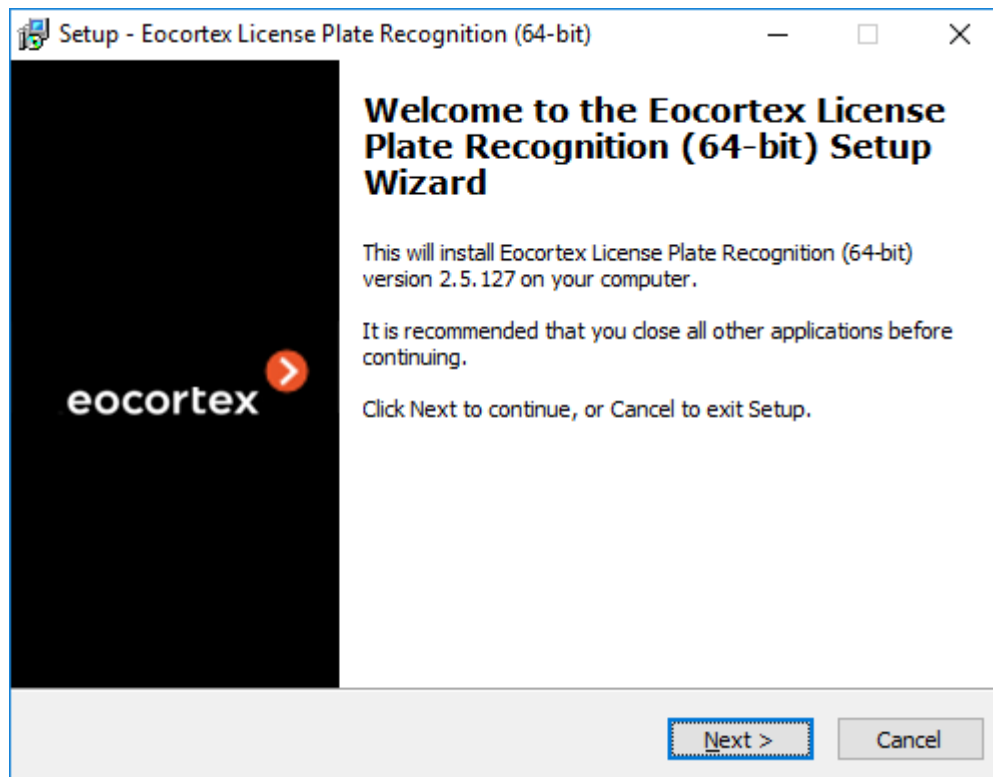 Setup - Eocortex License Plate Recognition (64-bit)
Welcome to the Eocortex License
Plate Recognition (64-bit) Setup
Wizard
This will install Eocortex License Plate Recognition (64-bit)
version 2.5.127 on your computer.
It is recommended that you close all other applications before
continuing.
eocortex
Click Next to continue, or Cancel to exit Setup.
Next >
Cancel